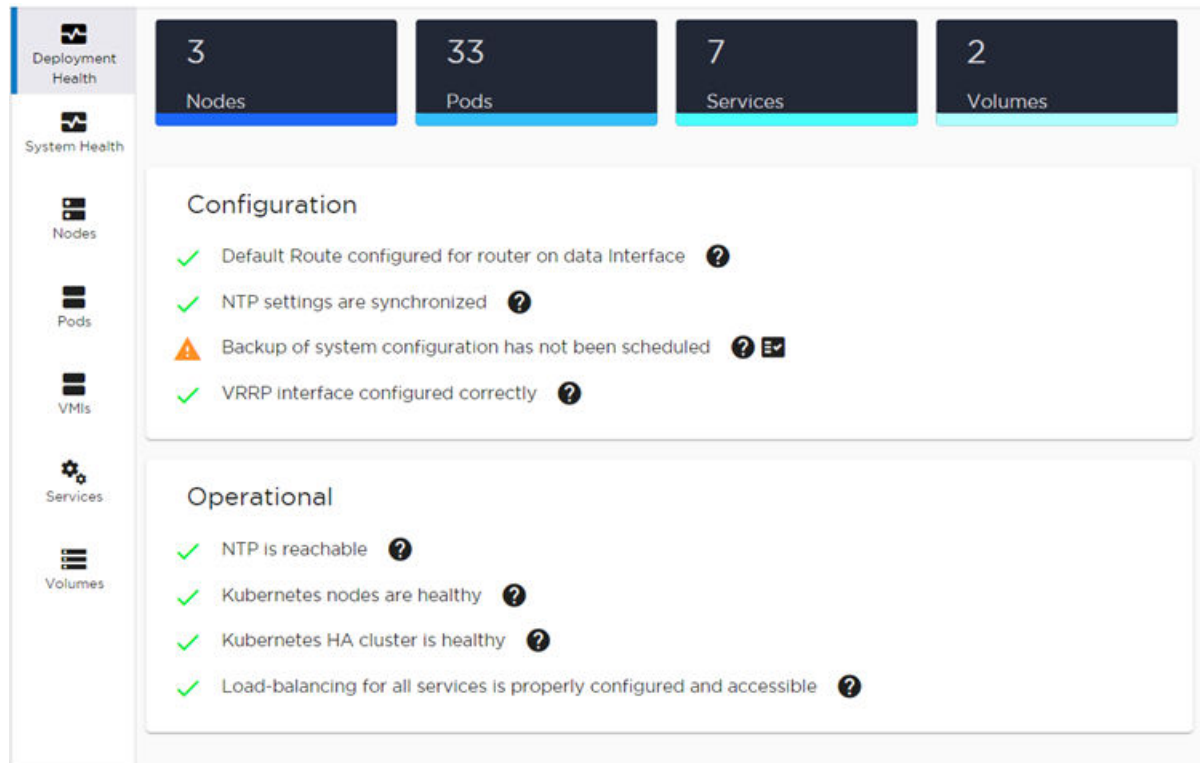 Deployment
Health
System Health
Nodes
Pods
VMIs
Services
Volumes
3
Nodes
33
Pods
7
Services
2
Volumes
Configuration
Default Route configured for router on data Interface
NTP settings are synchronized
Backup of system configuration has not been scheduled
VRRP interface configured correctly
Operational
NTP is reachable
Kubernetes nodes are healthy
Kubernetes HA cluster is healthy
Load-balancing for all services is properly configured and accessible